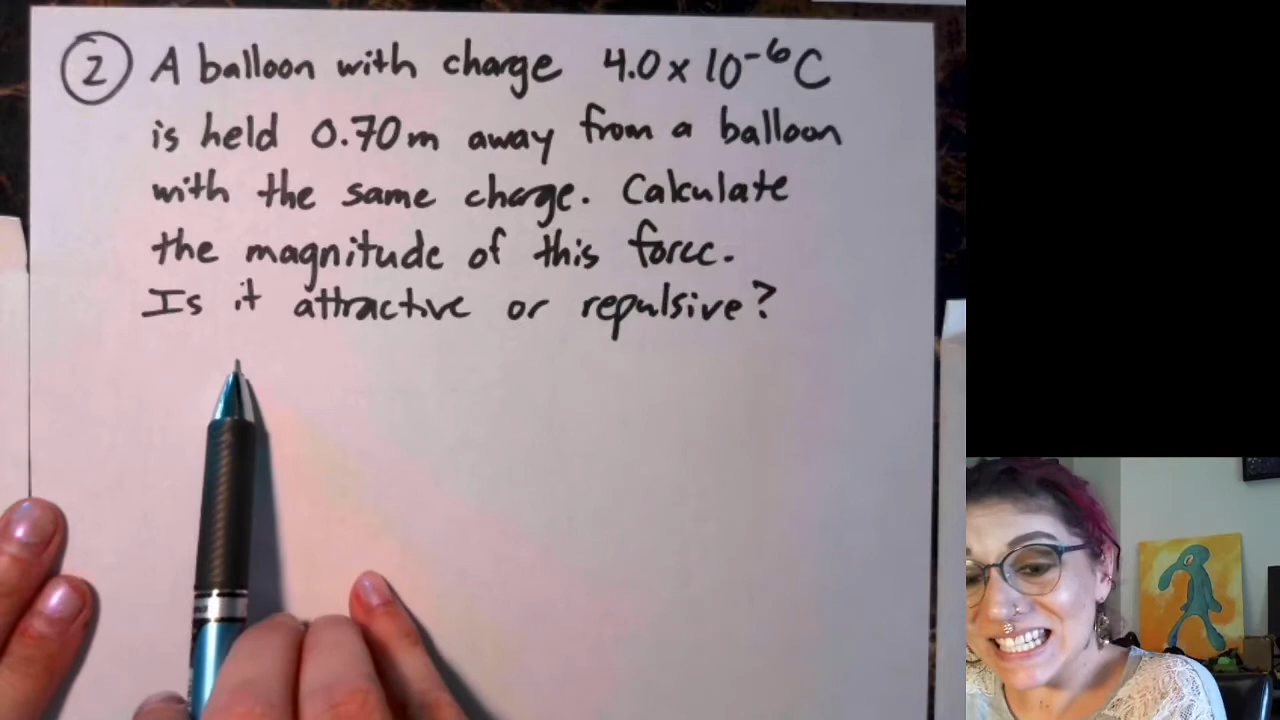 2 A balloon with charge 4.0 x 10⁻⁶ C
is held 0.70m away from a balloon
with the same charge. Calculate
the magnitude of this force.
Is it attractive or repulsive?